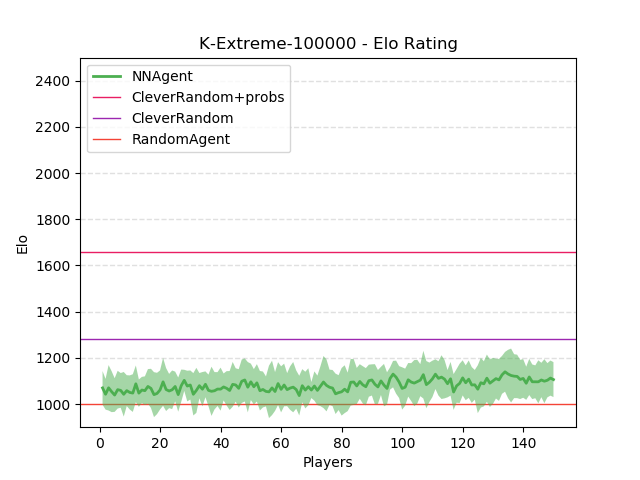 K-Extreme-100000 - Elo Rating
NNAgent
CleverRandom+probs
CleverRandom
RandomAgent
Elo
2400
2200
2000
1800
1600
1400
1200
1000
0 20 40 60 80 100 120 140
Players